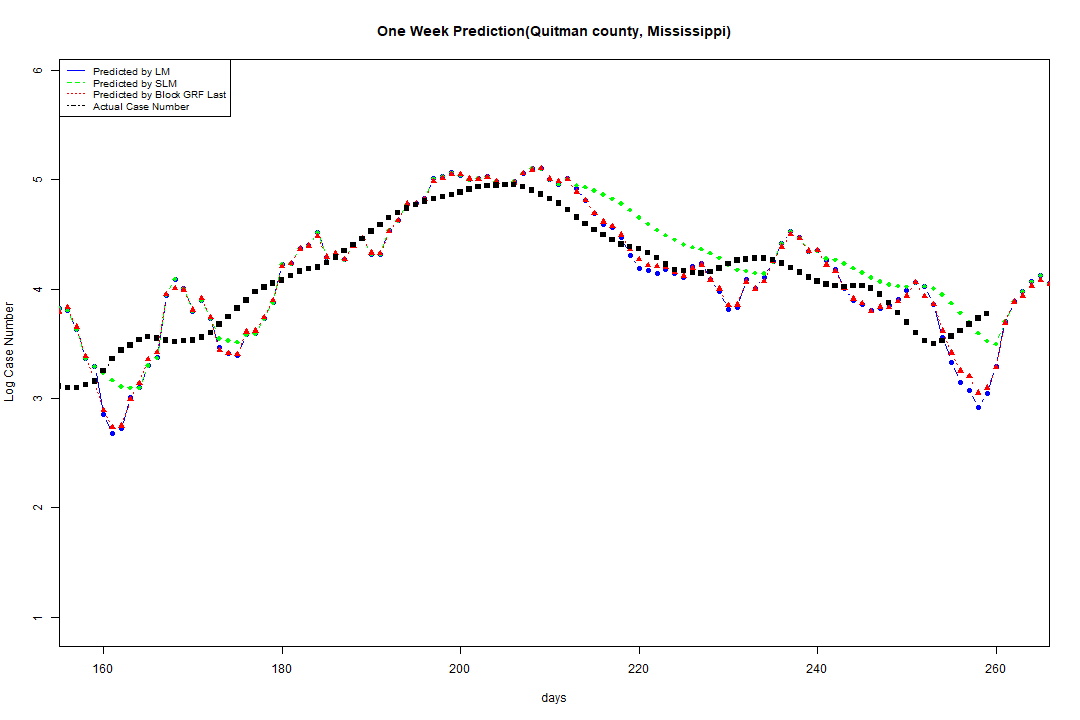 One Week Prediction(Quitman county, Mississippi)
Predicted by LM
Predicted by SLM
Predicted by Block GRF Last
Actual Case Number
6
5
4
3
2
1
Log Case Number
160 180 200 220 240 260
days